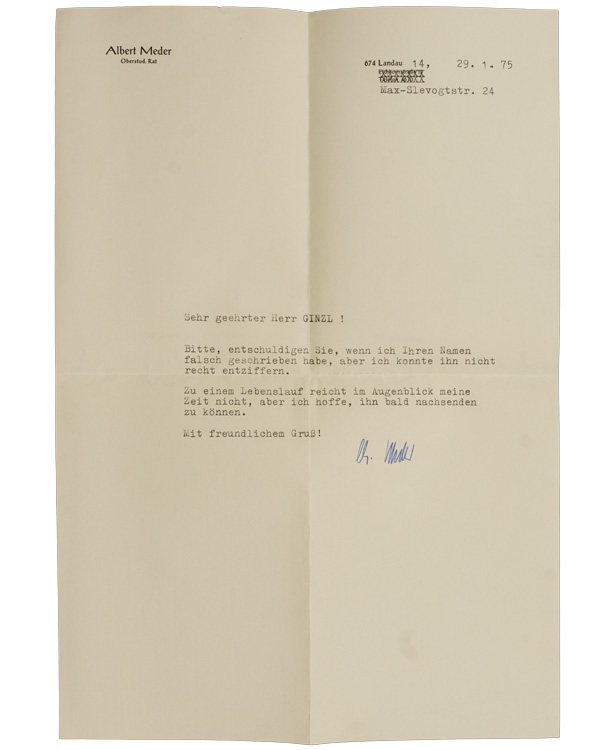 Albert Meder
Oberstud. Rat
674 Landau 14, 29. 1. 75
Max-Slevogtstr. 24
Sehr geehrter Herr GINZL !
Bitte, entschuldigen Sie, wenn ich Ihren Namen
falsch geschrieben habe, aber ich konnte ihn nicht
recht entziffern.
Zu einem Lebenslauf reicht im Augenblick meine
Zeit nicht, aber ich hoffe, ihn bald nachsenden
zu können.
Mit freundlichem Gruß!
Meder